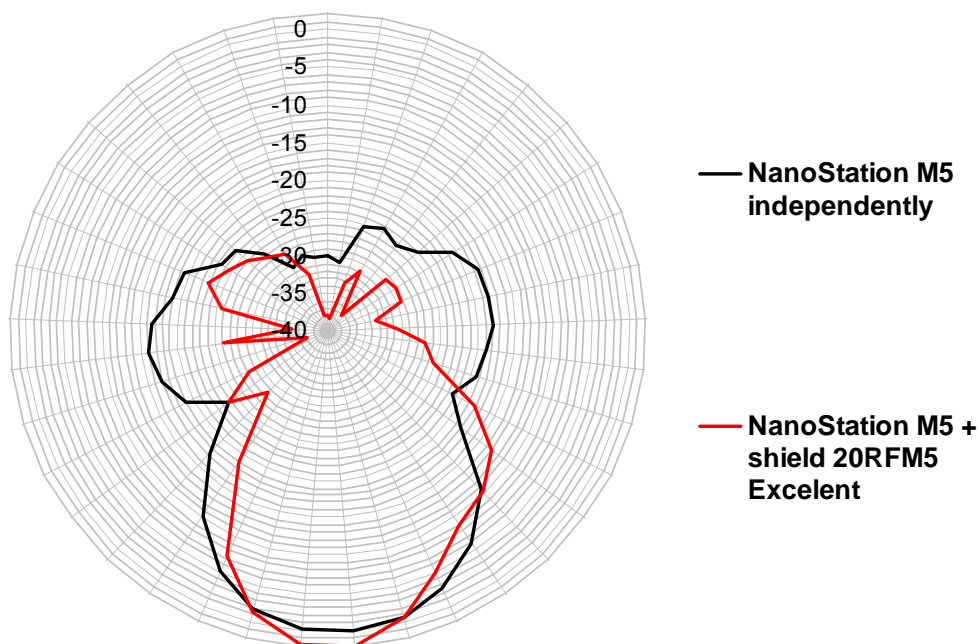 0
-5
-10
-15
-20
-25
-30
-35
-40
NanoStation M5
independently
NanoStation M5 +
shield 20RFM5
Excelent